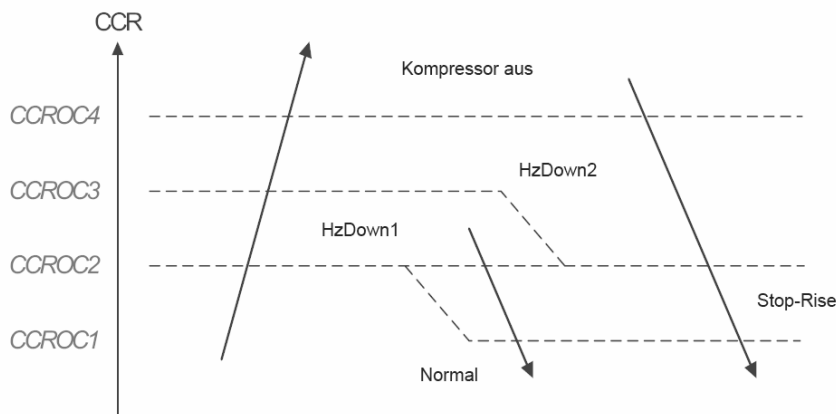 CCR
Kompressor aus
CCROC4
HzDown2
CCROC3
HzDown1
CCROC2
Stop-Rise
CCROC1
Normal